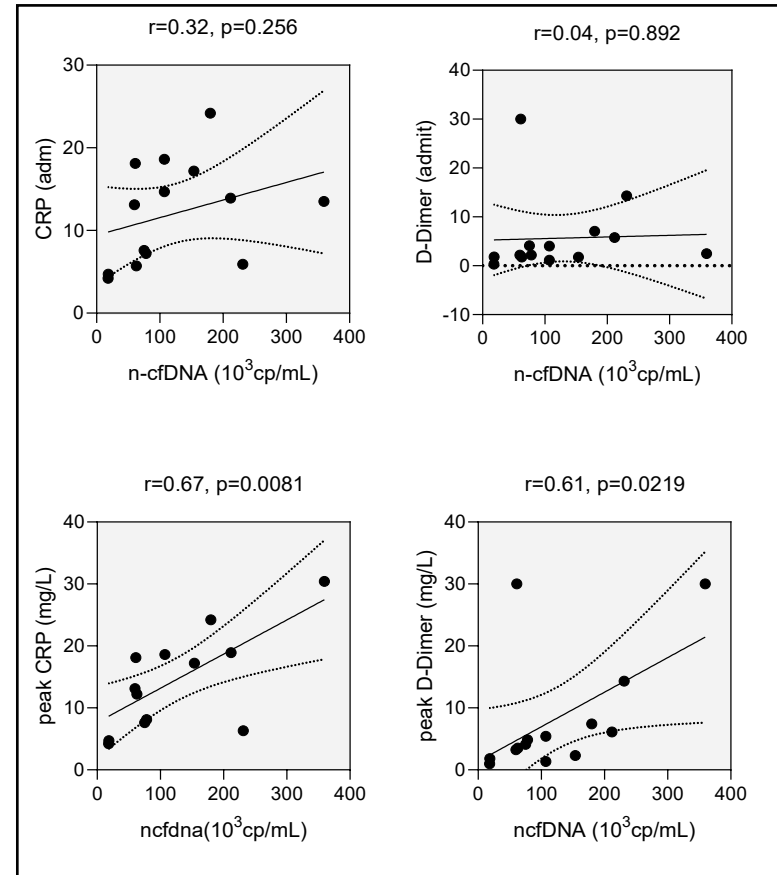 r=0.32, p=0.256
CRP (adm)
30
20
10
0
0 100 200 300 400
n-cfDNA (10³cp/mL)
r=0.04, p=0.892
D-Dimer (admit)
40
30
20
10
0
-10
0 100 200 300 400
n-cfDNA (10³cp/mL)
r=0.67, p=0.0081
peak CRP (mg/L)
40
30
20
10
0
0 100 200 300 400
ncfdna(10³cp/mL)
r=0.61, p=0.0219
peak D-Dimer (mg/L)
40
30
20
10
0
0 100 200 300 400
ncfDNA (10³cp/mL)